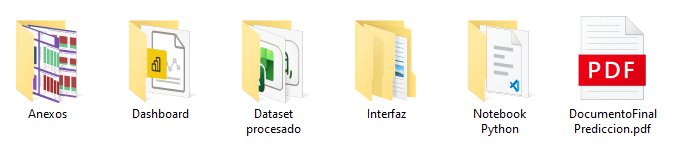 Anexos
Dashboard
Dataset
procesado
Interfaz
Notebook
Python
PDF
DocumentoFinal
Prediccion.pdf